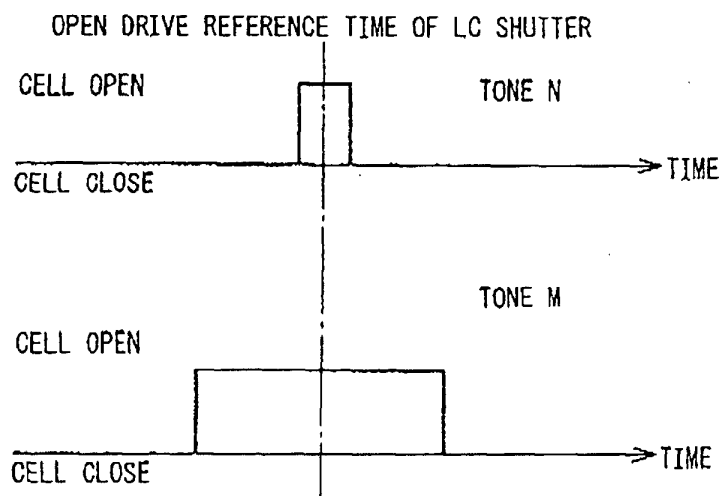 OPEN DRIVE REFERENCE TIME OF LC SHUTTER
CELL OPEN
TONE N
TIME
CELL CLOSE
TONE M
CELL OPEN
TIME
CELL CLOSE